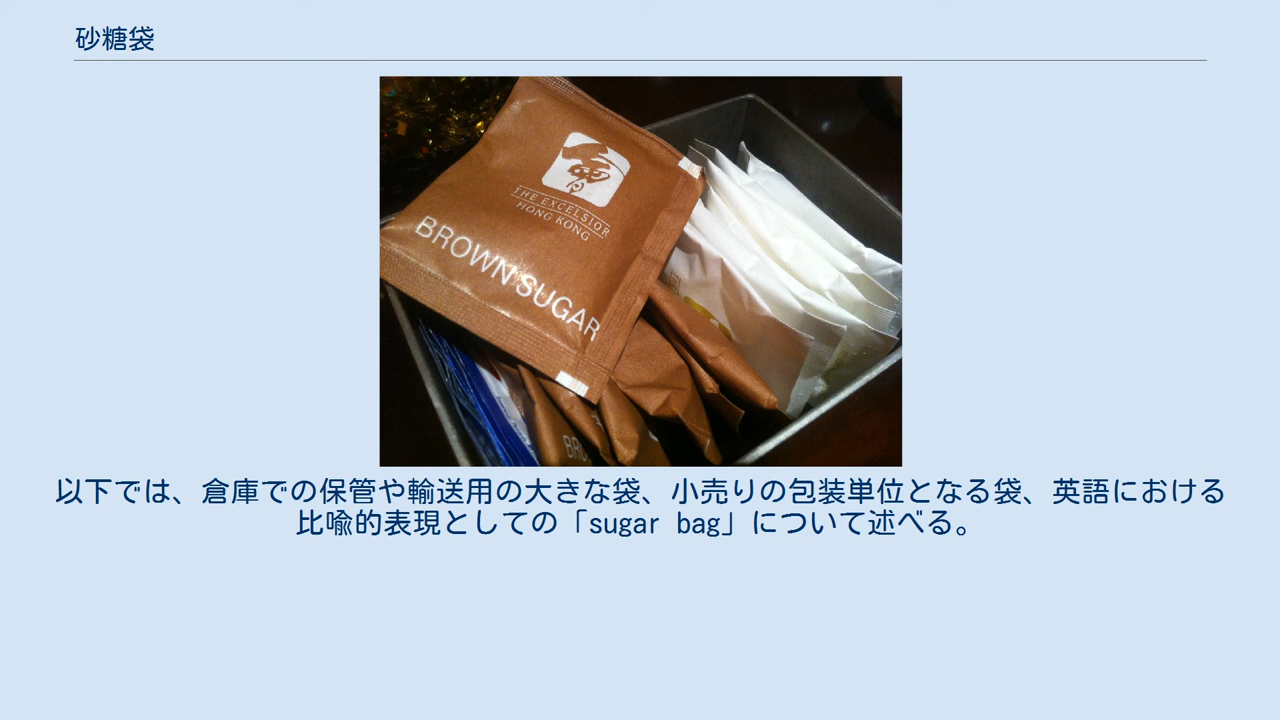 砂糖袋
THE EXCELSIOR
HONG KONG
BROWN SUGAR
BRO
以下では、倉庫での保管や輸送用の大きな袋、小売りの包装単位となる袋、英語における
比喩的表現としての「sugar bag」について述べる。